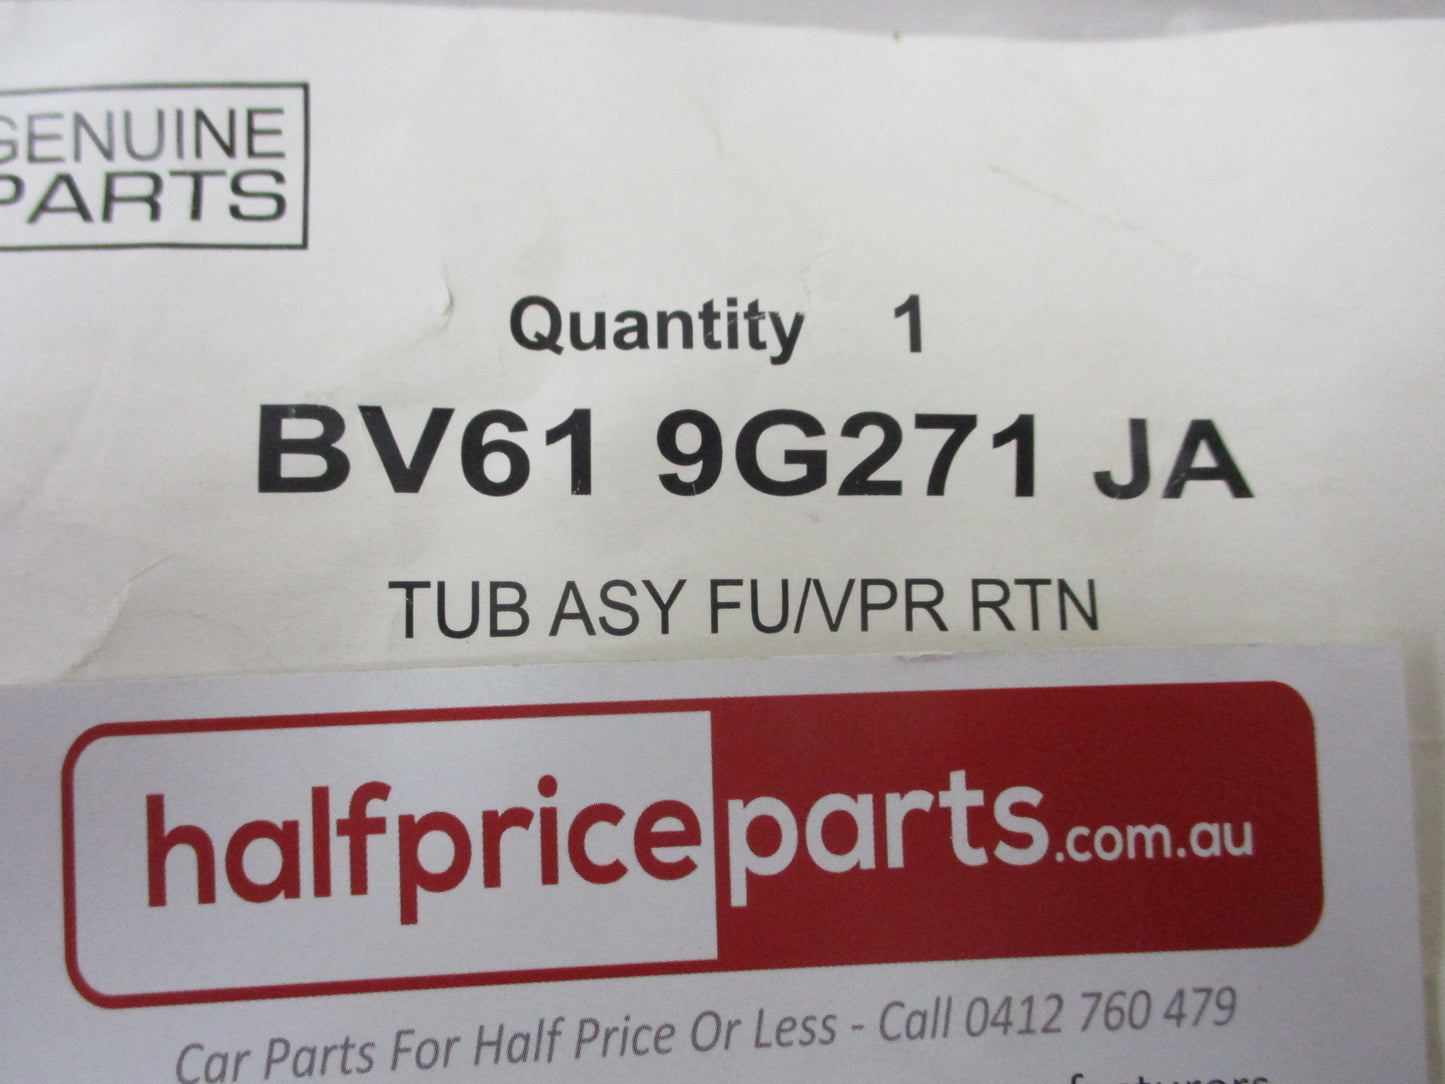 GENUINE
PARTS
Quantity 1
BV61 9G271 JA
TUB ASY FU/VPR RTN
halfpriceparts.com.au
Car Parts For Half Price Or Less - Call 0412 760 479